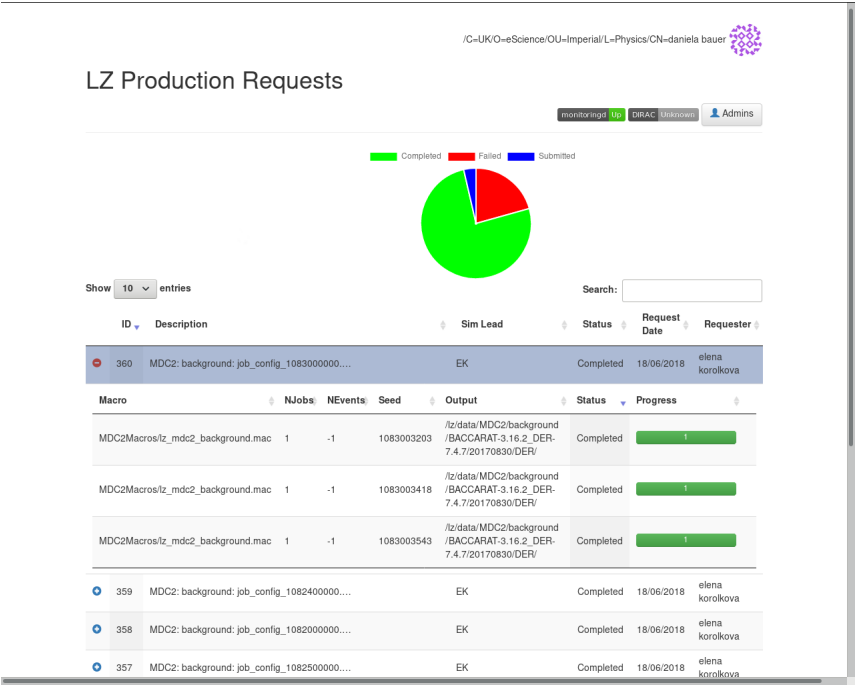 /C=UK/O=eScience/OU=Imperial/L=Physics/CN=daniela bauer
LZ Production Requests
monitoringd Up DIRAC Unknown Admins
Completed Failed Submitted
Show 10 entries Search:
ID Description Sim Lead Status Request Date Requester
360 MDC2: background: job_config_1083000000.... EK Completed 18/06/2018 elena korolkova
Macro NJobs NEvents Seed Output Status Progress
MDC2Macros/lz_mdc2_background.mac 1 -1 1083003203 /lz/data/MDC2/background
/BACCARAT-3.16.2_DER-
7.4.7/20170830/DER/ Completed 1
MDC2Macros/lz_mdc2_background.mac 1 -1 1083003418 /lz/data/MDC2/background
/BACCARAT-3.16.2_DER-
7.4.7/20170830/DER/ Completed 1
MDC2Macros/lz_mdc2_background.mac 1 -1 1083003543 /lz/data/MDC2/background
/BACCARAT-3.16.2_DER-
7.4.7/20170830/DER/ Completed 1
359 MDC2: background: job_config_1082400000.... EK Completed 18/06/2018 elena korolkova
358 MDC2: background: job_config_1082000000.... EK Completed 18/06/2018 elena korolkova
357 MDC2: background: job_config_1082500000.... EK Completed 18/06/2018 elena korolkova